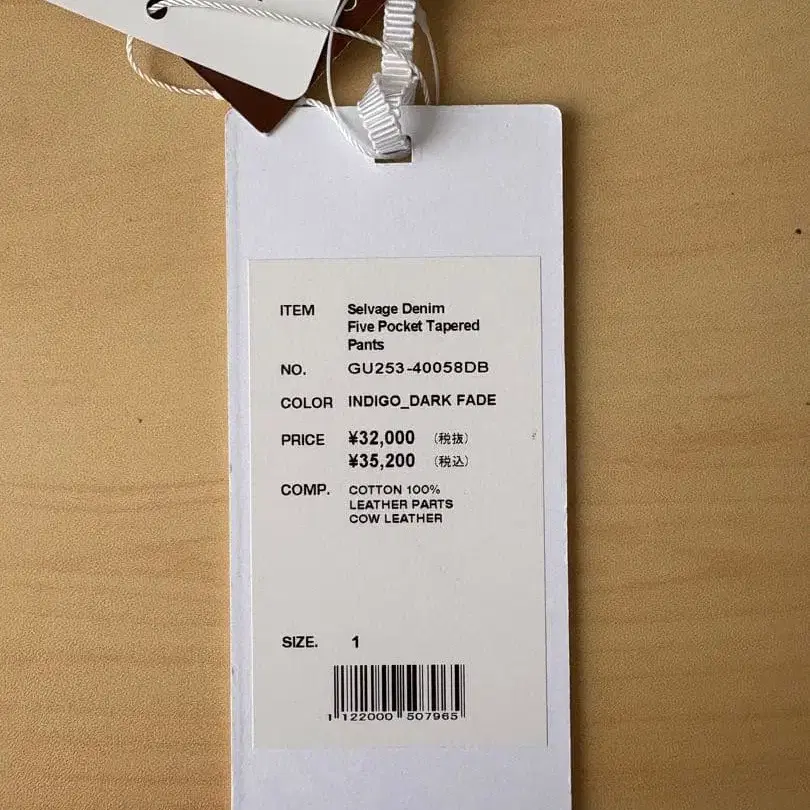 ITEM Selvage Denim
Five Pocket Tapered
Pants
NO. GU253-40058DB
COLOR INDIGO_DARK FADE
PRICE ¥32,000 (税抜)
¥35,200 (税込)
COMP. COTTON 100%
LEATHER PARTS
COW LEATHER
SIZE. 1
1 122000 507965